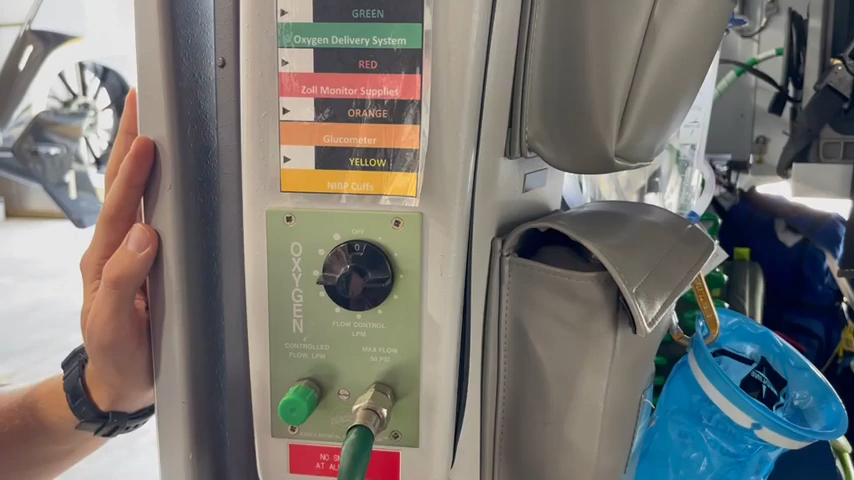 GREEN
Oxygen Delivery System
RED
Zoll Monitor Supplies
ORANGE
Glucometer
YELLOW
NIBP Cuffs
OFF
0
OXYGEN
FLOW CONTROL
LPM
CONTROLLED
FLOW, LPM
MAX FLOW
50 PSI
NO
AT